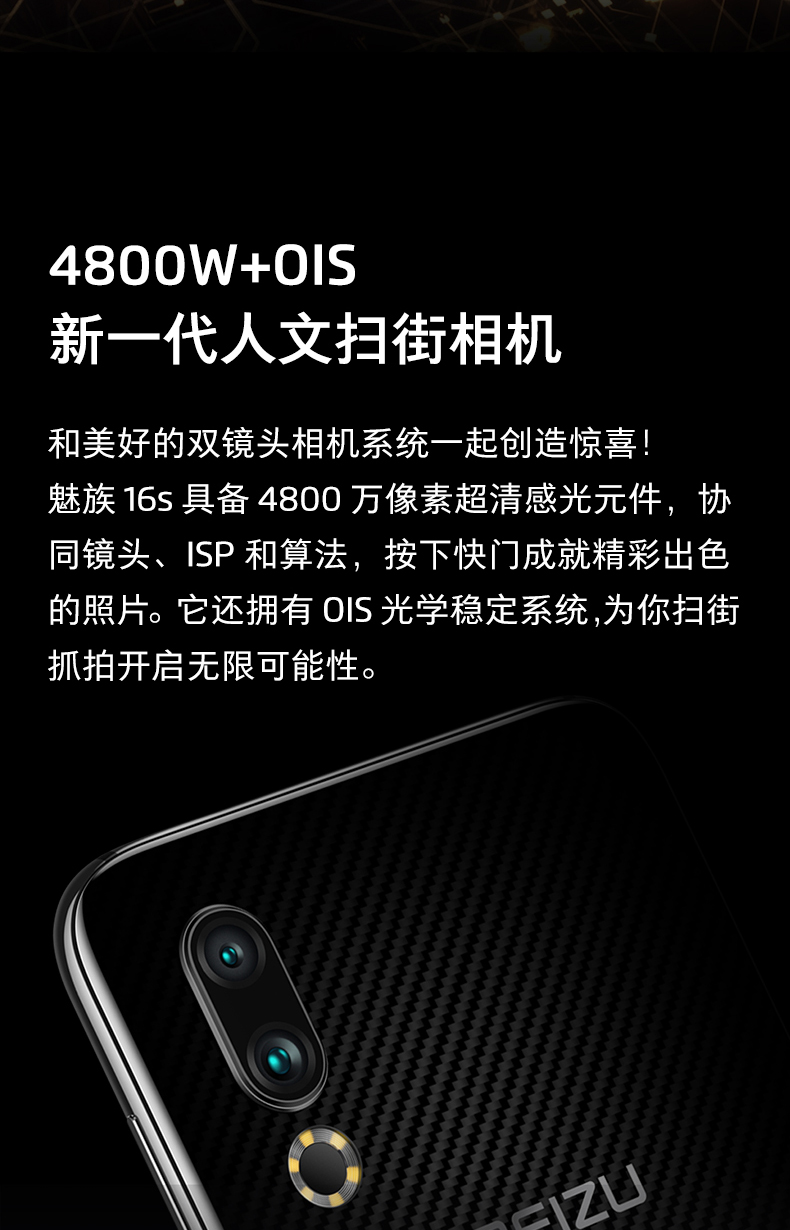 4800W+OIS
新一代人文扫街相机
和美好的双镜头相机系统一起创造惊喜！
魅族 16s 具备 4800 万像素超清感光元件，协
同镜头、ISP 和算法，按下快门成就精彩出色
的照片。它还拥有 OIS 光学稳定系统,为你扫街
抓拍开启无限可能性。
EIZU